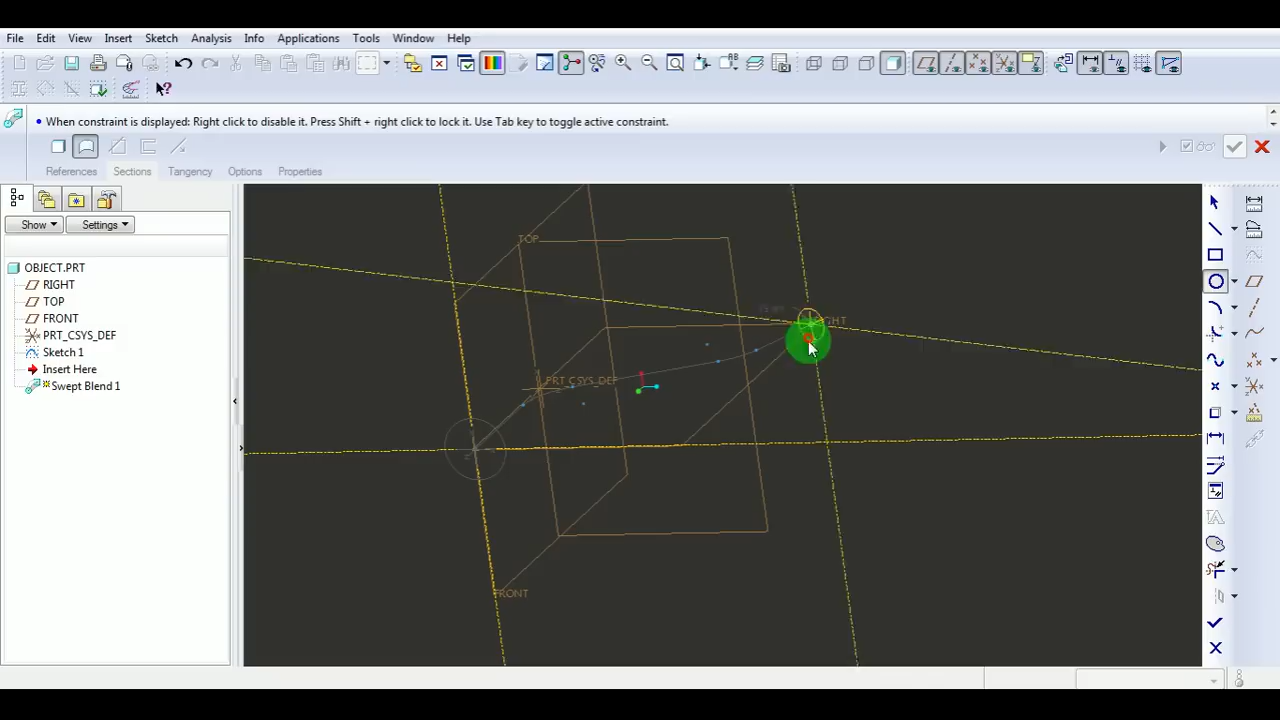 File Edit View Insert Sketch Analysis Info Applications Tools Window Help
When constraint is displayed: Right click to disable it. Press Shift + right click to lock it. Use Tab key to toggle active constraint.
References Sections Tangency Options Properties
Show Settings
OBJECT.PRT
RIGHT
TOP
FRONT
PRT_CSYS_DEF
Sketch 1
Insert Here
Swept Blend 1
TOP
RIGHT
PRT_CSYS_DEF
FRONT